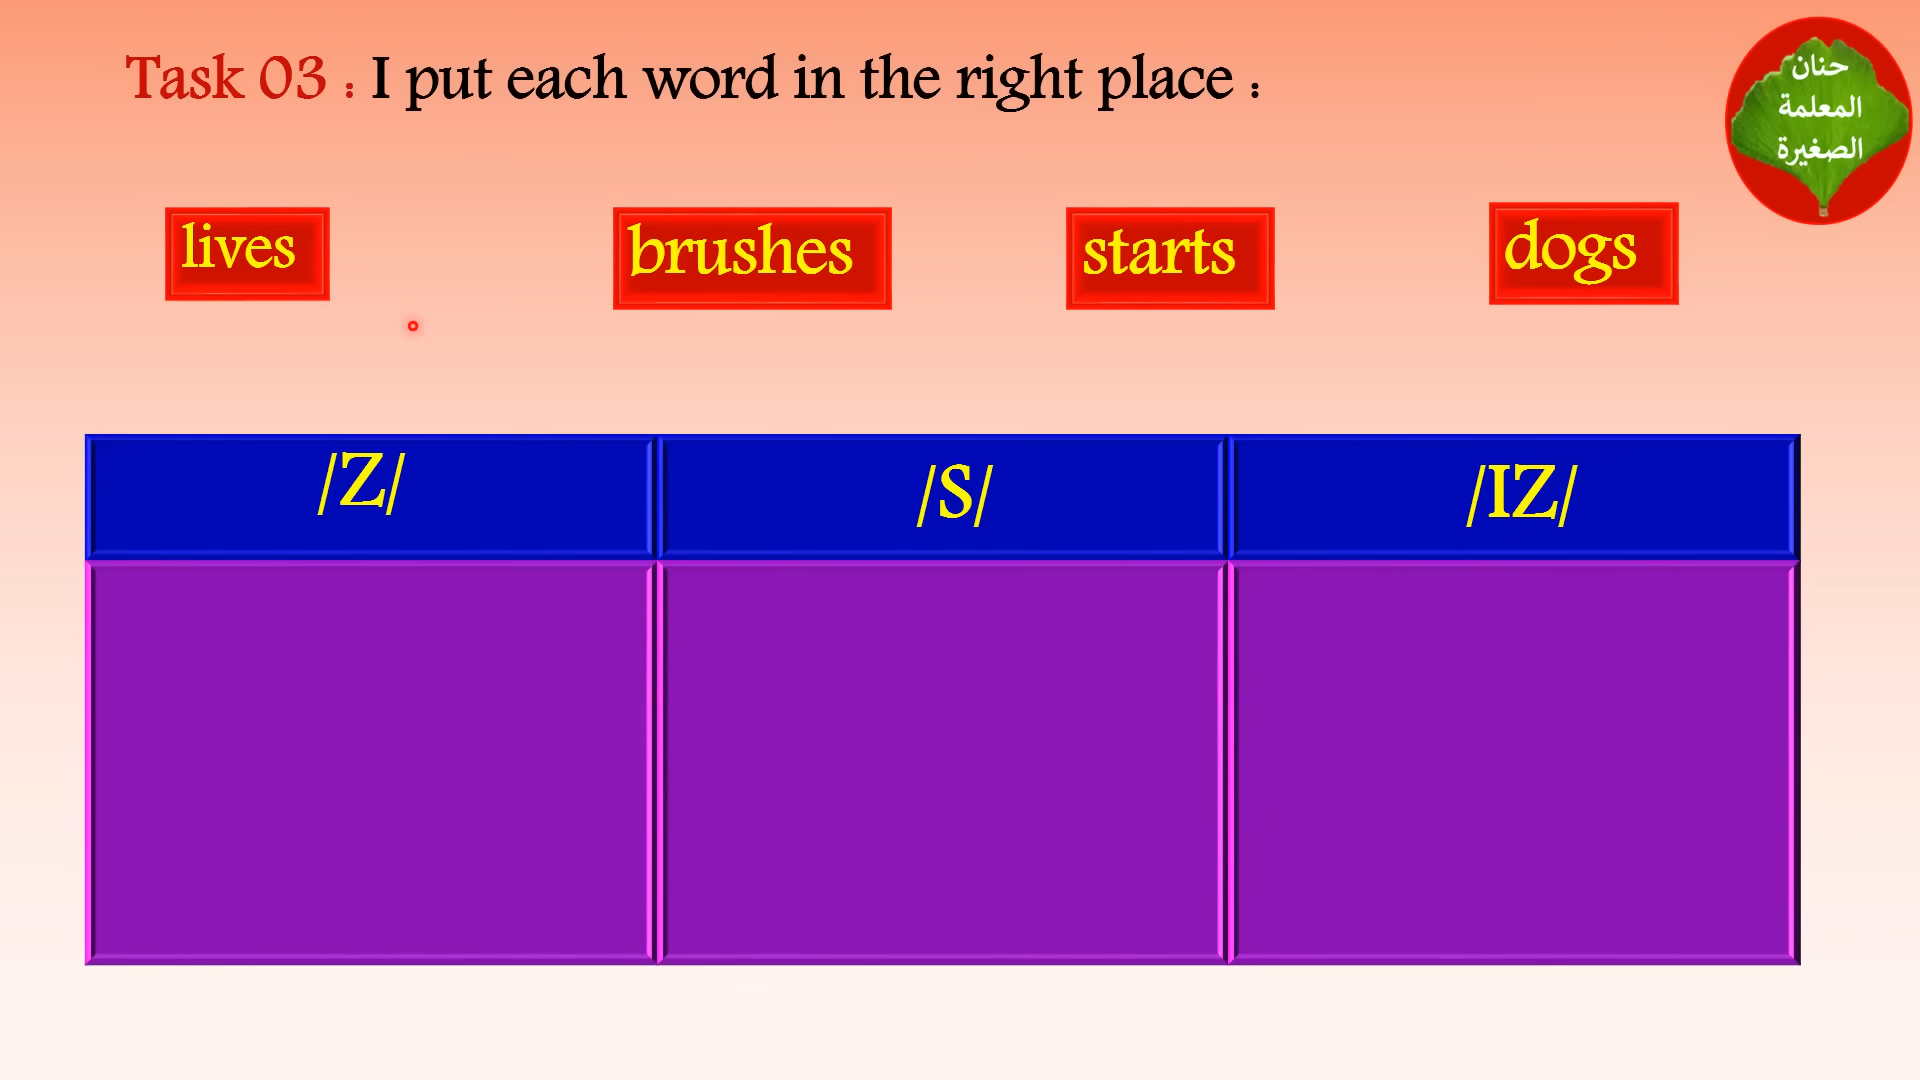 Task 03 : I put each word in the right place :
حنان
المعلمة
الصغيرة
lives brushes starts dogs
/Z/ /S/ /IZ/